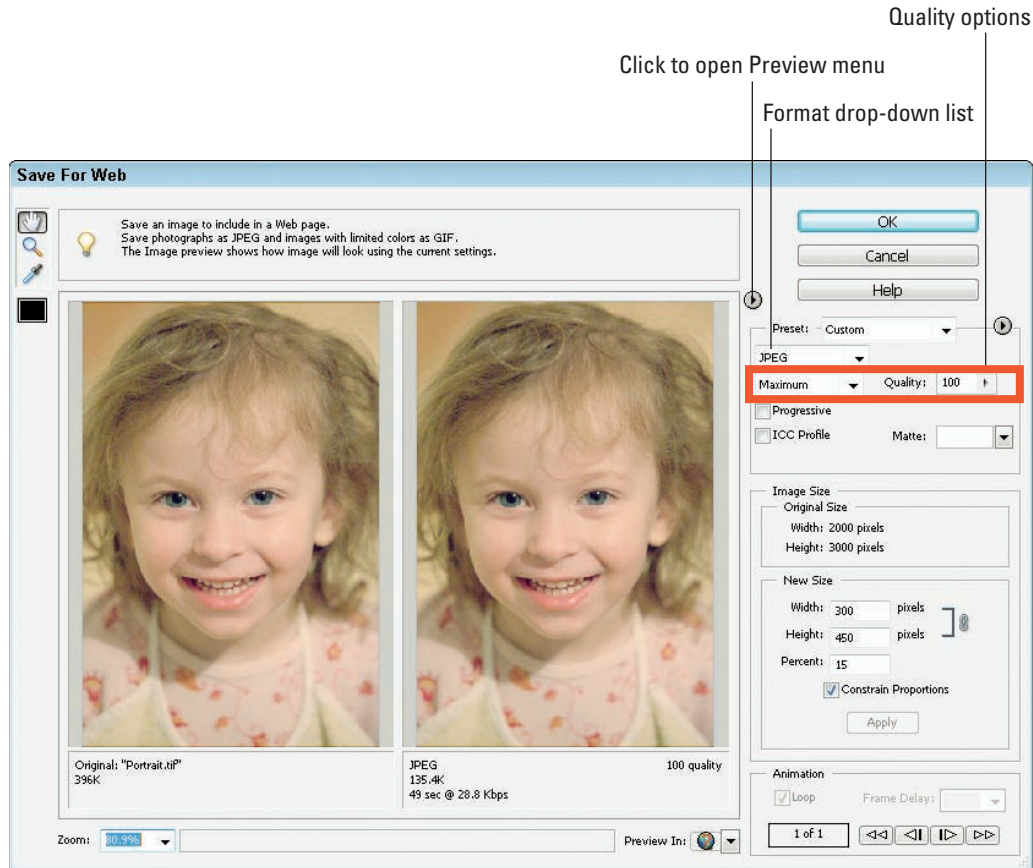 Quality options
Click to open Preview menu
Format drop-down list
Save For Web
Save an image to include in a Web page.
Save photographs as JPEG and images with limited colors as GIF.
The Image preview shows how image will look using the current settings.
OK
Cancel
Help
Preset: Custom
JPEG
Maximum Quality: 100
Progressive
ICC Profile Matte:
Image Size
Original Size
Width: 2000 pixels
Height: 3000 pixels
New Size
Width: 300 pixels
Height: 450 pixels
Percent: 15
Constrain Proportions
Apply
Original: "Portrait.tif"
396K
JPEG 100 quality
135.4K
49 sec @ 28.8 Kbps
Animation
Loop Frame Delay:
1 of 1
Zoom: 80.9% Preview In: